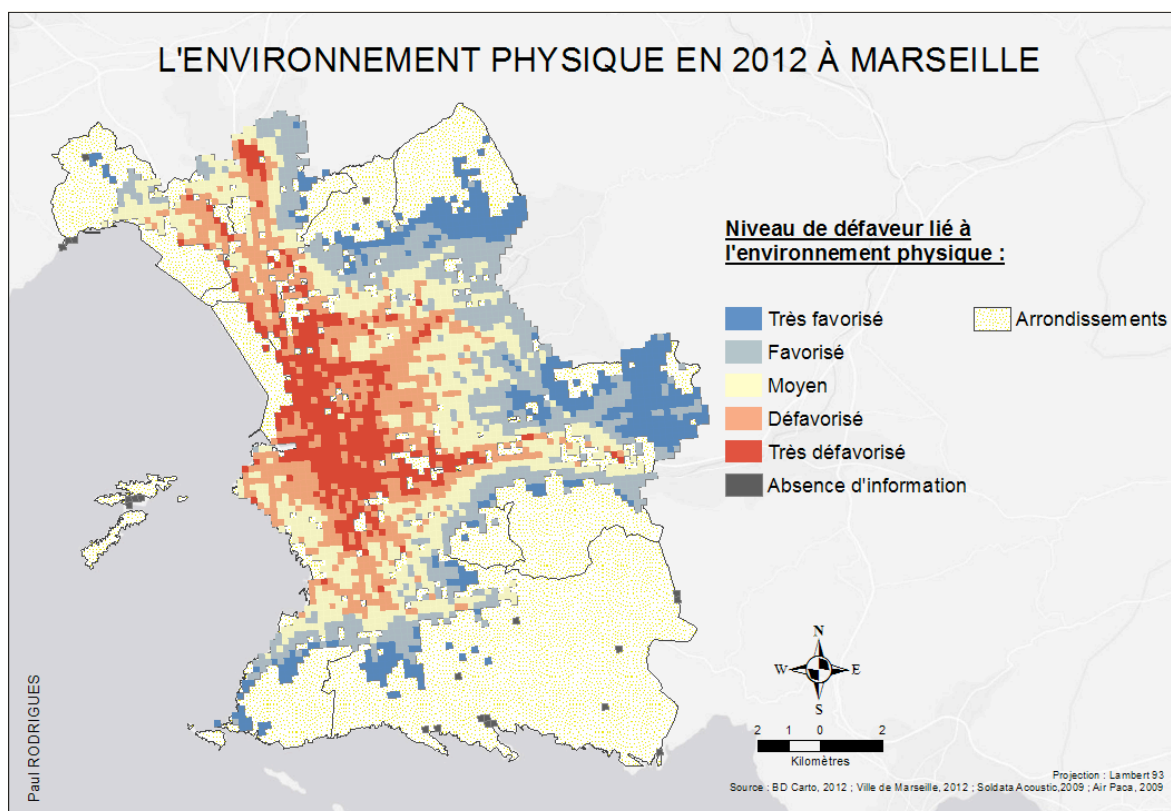 L'ENVIRONNEMENT PHYSIQUE EN 2012 À MARSEILLE
Niveau de défaveur lié à
l'environnement physique :
Très favorisé
Favorisé
Moyen
Défavorisé
Très défavorisé
Absence d'information
Arrondissements
N
W E
S
2 1 0 2
Kilomètres
Projection : Lambert 93
Source : BD Carto, 2012 ; Ville de Marseille, 2012 ; Soldata Acoustic,2009 ; Air Paca, 2009
Paul RODRIGUES